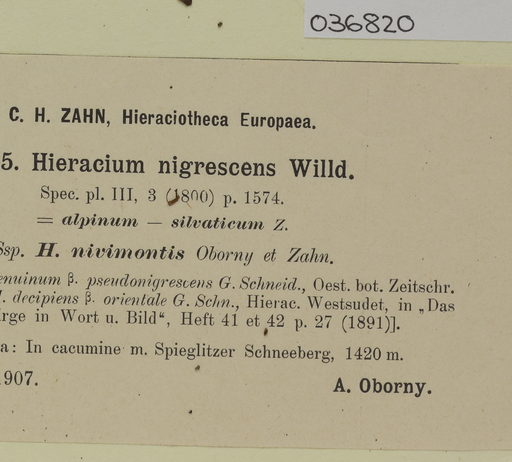 036820
C. H. ZAHN, Hieraciotheca Europaea.
5. Hieracium nigrescens Willd.
Spec. pl. III, 3 (1800) p. 1574.
= alpinum — silvaticum Z.
Ssp. H. nivimontis Oborny et Zahn.
enuinum β. pseudonigrescens G. Schneid., Oest. bot. Zeitschr.
H. decipiens β. orientale G. Schn., Hierac. Westsudet, in „Das
irge in Wort u. Bild“, Heft 41 et 42 p. 27 (1891)].
a: In cacumine m. Spieglitzer Schneeberg, 1420 m.
1907.
A. Oborny.